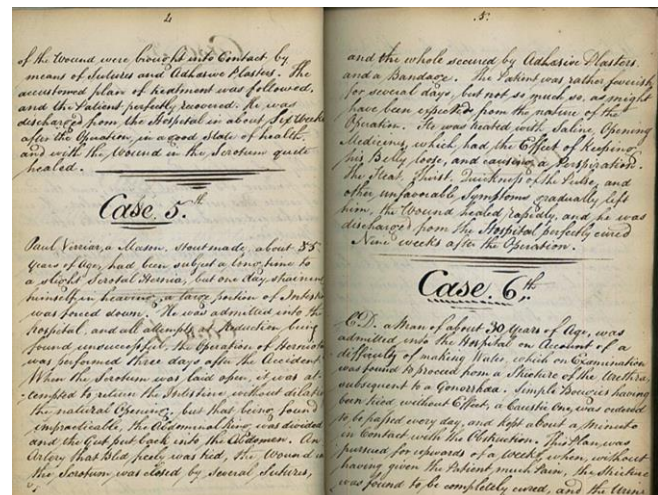 4
of the Wound were brought into Contact by
means of Sutures and Adhasive Plasters. The
accustomed plan of treatment was followed,
and the Patient perfectly recovered. He was
discharged from the Hospital in about Six Weeks
after the Operation, in a good State of health,
and with the Wound in the Scrotum quete
healed.
Case. 5.th
Paul a Mason. Stout made, about 35
Years of Age, had been subject a long time to
a slight Scrotal Hernia, but one day straining
himself in heaving, a large portion of Intestine
was forced down. He was admitted into the
Hospital, and all attempts at Reduction being
found unsuccessful, the Operation of
was performed three days after the Accident.
When the Scrotum was laid open, it was at-
-tempted to return the Intestine without
the natural Opening, but that being found
impracticable, the Abdominal ring was divided
and the Gut put back into the Abdomen. An
Artery that Bled freely was tied, the Wound in
the Scrotum was closed by several Sutures,
5.
and the whole secured by Adhasive Plasters.
and a Bandage. The Patient was rather feverish
for several days, but not so much so, as might
have been expected from the nature of the
Operation. He was treated with Saline, Opening
Medecines, which had the Effect of Keeping
his Belly loose, and causing a Perspiration.
the Heat, Thirst, Quickness of the Pulse, and
other unfavorable Symptoms gradually left
him, the Wound healed rapidly, and he was
discharged from the Hospital perfectly cured
Nine weeks after the Operation.
Case 6th
C.D. a Man of about 30 Years of Age, was
admitted into the Hospital on Account of a
difficulty of making Water, which on Examination
was found to proceed from a Stricture of the Urethra
subsequent to a Gonorrhœa. Simple Bougies having
been tried without Effect, a Caustic One, was ordered
to be passed every day, and kept about a Minute
in Contact with the Obstruction. This Plan, was
pursued for upwards of a Week, when, without
having given the Patient, much Pain, the Stricture
was found to be completely cured, and the Urine